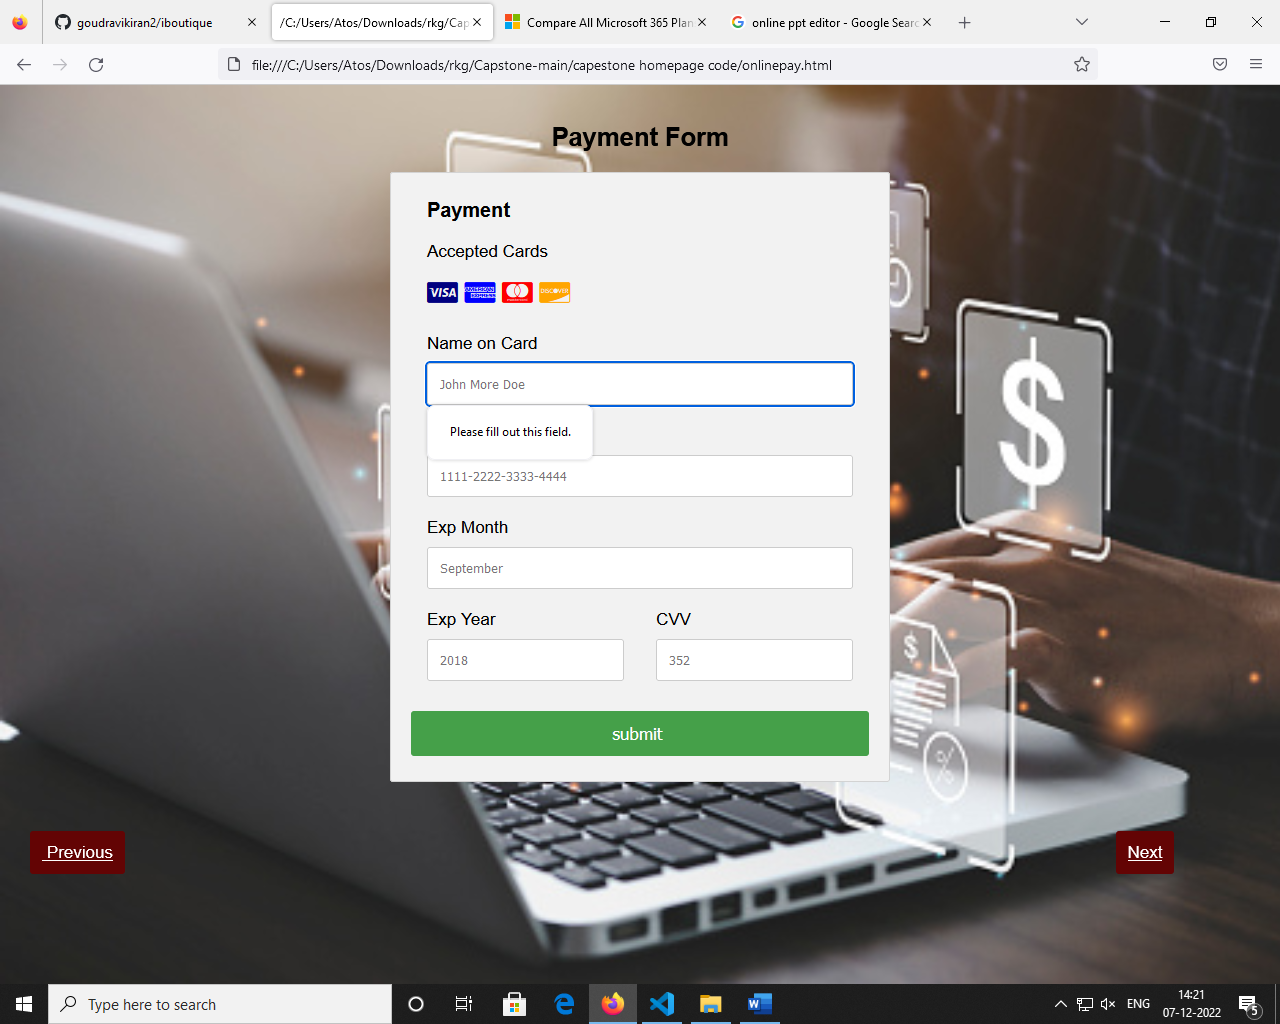 goudravikiran2/iboutique
/C:/Users/Atos/Downloads/rkg/Cap
Compare All Microsoft 365 Plan
online ppt editor - Google Searc
file:///C:/Users/Atos/Downloads/rkg/Capstone-main/capestone homepage code/onlinepay.html
Payment Form
Payment
Accepted Cards
VISA AMERICAN EXPRESS mastercard DISCOVER
Name on Card
John More Doe
Please fill out this field.
1111-2222-3333-4444
Exp Month
September
Exp Year CVV
2018 352
submit
Previous Next
Type here to search
ENG 14:21
07-12-2022
5